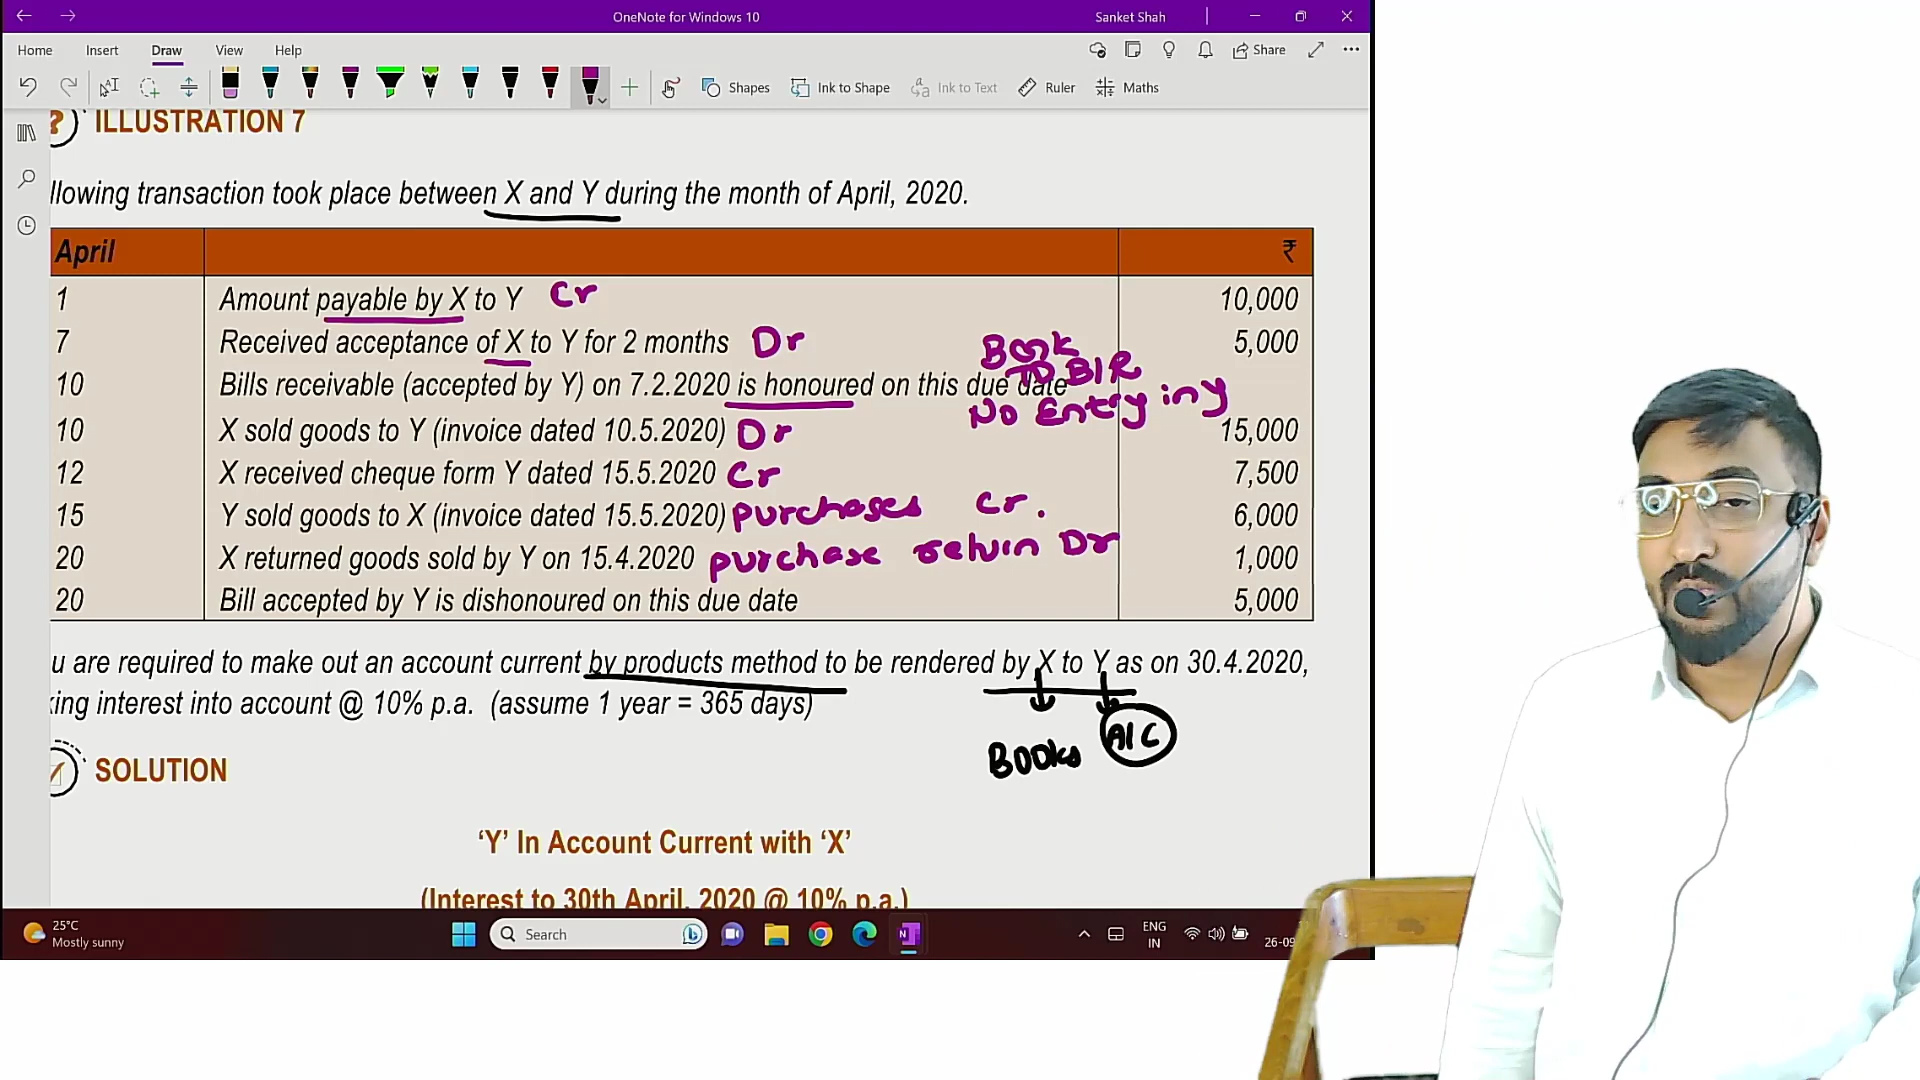 OneNote for Windows 10
Sanket Shah
Home Insert Draw View Help
Share
Shapes Ink to Shape Ink to Text Ruler Maths
ILLUSTRATION 7
llowing transaction took place between X and Y during the month of April, 2020.
April ₹
1 Amount payable by X to Y Cr 10,000
7 Received acceptance of X to Y for 2 months Dr 5,000
Bank
TO B/R
10 Bills receivable (accepted by Y) on 7.2.2020 is honoured on this due date
No Entry in y
10 X sold goods to Y (invoice dated 10.5.2020) Dr 15,000
12 X received cheque form Y dated 15.5.2020 Cr 7,500
15 Y sold goods to X (invoice dated 15.5.2020) purchases Cr. 6,000
20 X returned goods sold by Y on 15.4.2020 purchase return Dr 1,000
20 Bill accepted by Y is dishonoured on this due date 5,000
u are required to make out an account current by products method to be rendered by X to Y as on 30.4.2020,
king interest into account @ 10% p.a. (assume 1 year = 365 days)
Books A/C
SOLUTION
‘Y’ In Account Current with ‘X’
(Interest to 30th April, 2020 @ 10% p.a.)
25°C
Mostly sunny
Search
ENG
IN
26-09